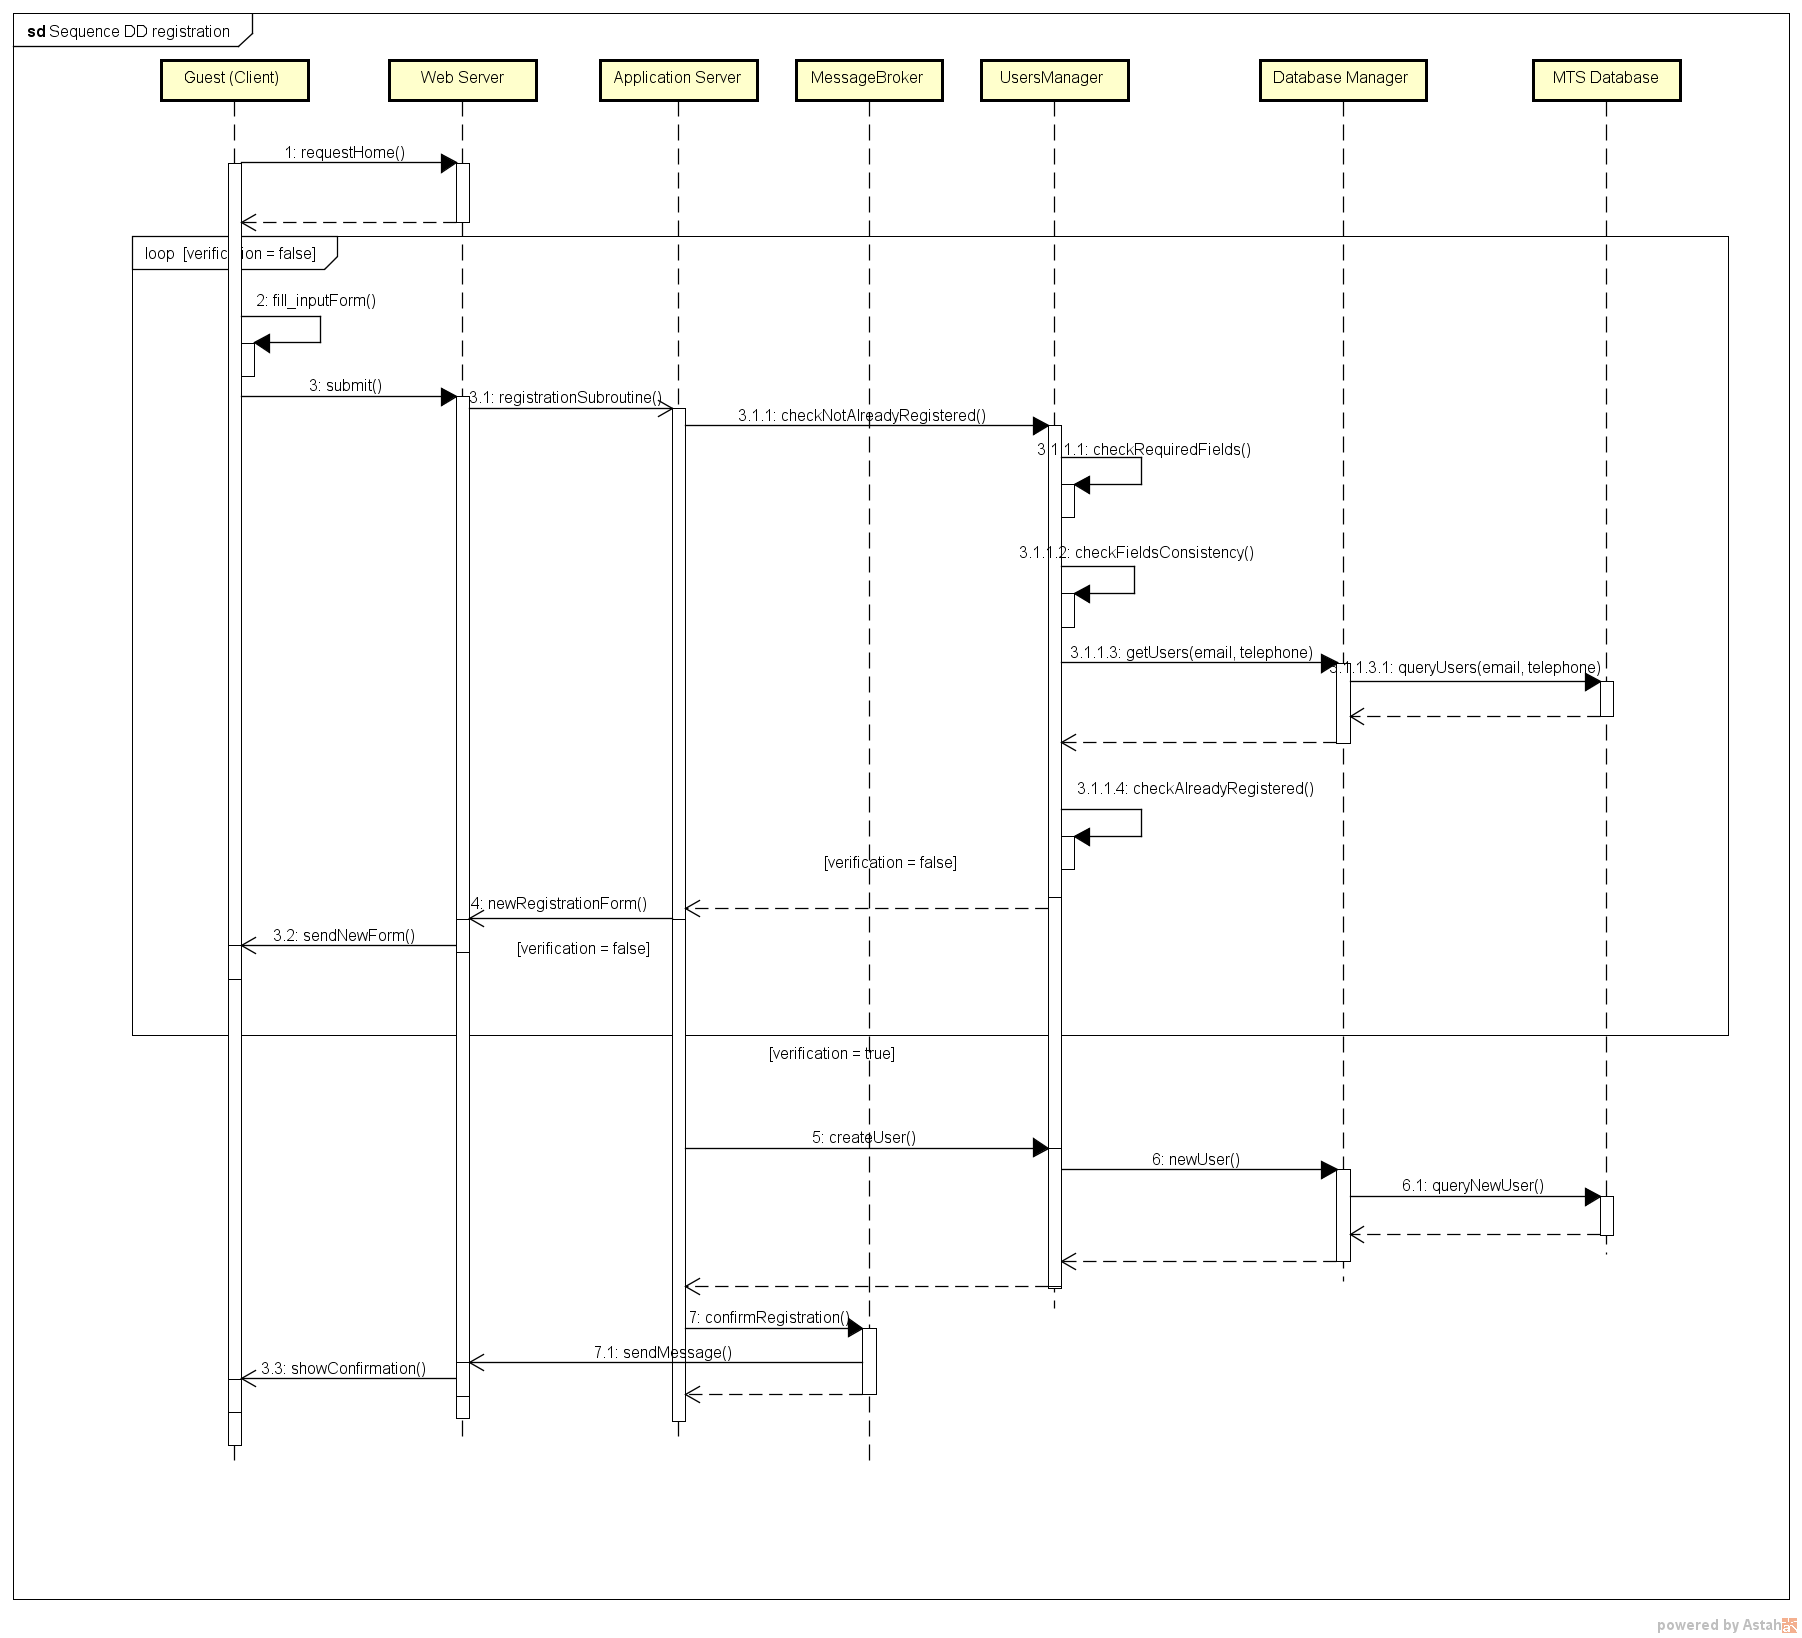 sd Sequence DD registration
Guest (Client)
Web Server
Application Server
MessageBroker
UsersManager
Database Manager
MTS Database
1: requestHome()
loop [verification = false]
2: fill_inputForm()
3: submit()
3.1: registrationSubroutine()
3.1.1: checkNotAlreadyRegistered()
3.1.1.1: checkRequiredFields()
3.1.1.2: checkFieldsConsistency()
3.1.1.3: getUsers(email, telephone)
3.1.1.3.1: queryUsers(email, telephone)
3.1.1.4: checkAlreadyRegistered()
[verification = false]
4: newRegistrationForm()
3.2: sendNewForm()
[verification = false]
[verification = true]
5: createUser()
6: newUser()
6.1: queryNewUser()
7: confirmRegistration()
7.1: sendMessage()
3.3: showConfirmation()
powered by Astah